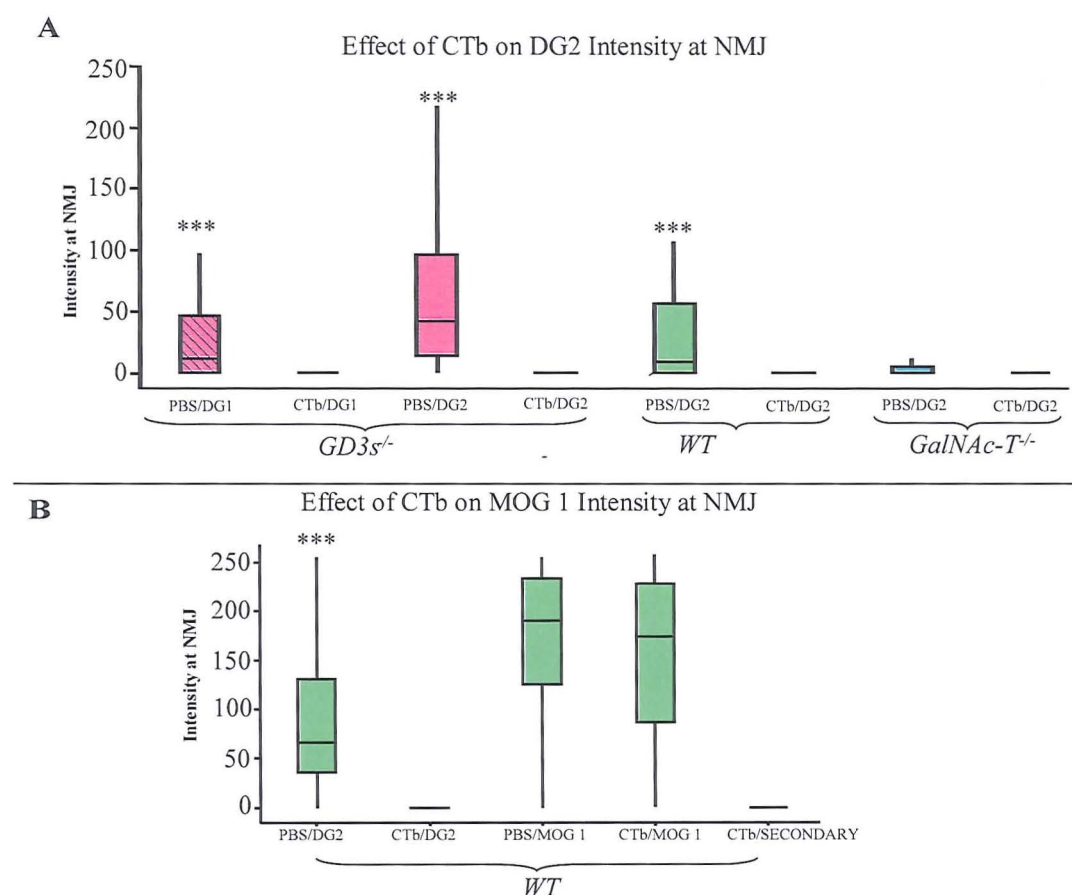 A
Effect of CTb on DG2 Intensity at NMJ
Intensity at NMJ
250
200
150
100
50
0
***
***
***
PBS/DG1 CTb/DG1 PBS/DG2 CTb/DG2 PBS/DG2 CTb/DG2 PBS/DG2 CTb/DG2
GD3s-/- WT GalNAc-T-/-
B
Effect of CTb on MOG 1 Intensity at NMJ
Intensity at NMJ
250
200
150
100
50
0
***
PBS/DG2 CTb/DG2 PBS/MOG 1 CTb/MOG 1 CTb/SECONDARY
WT